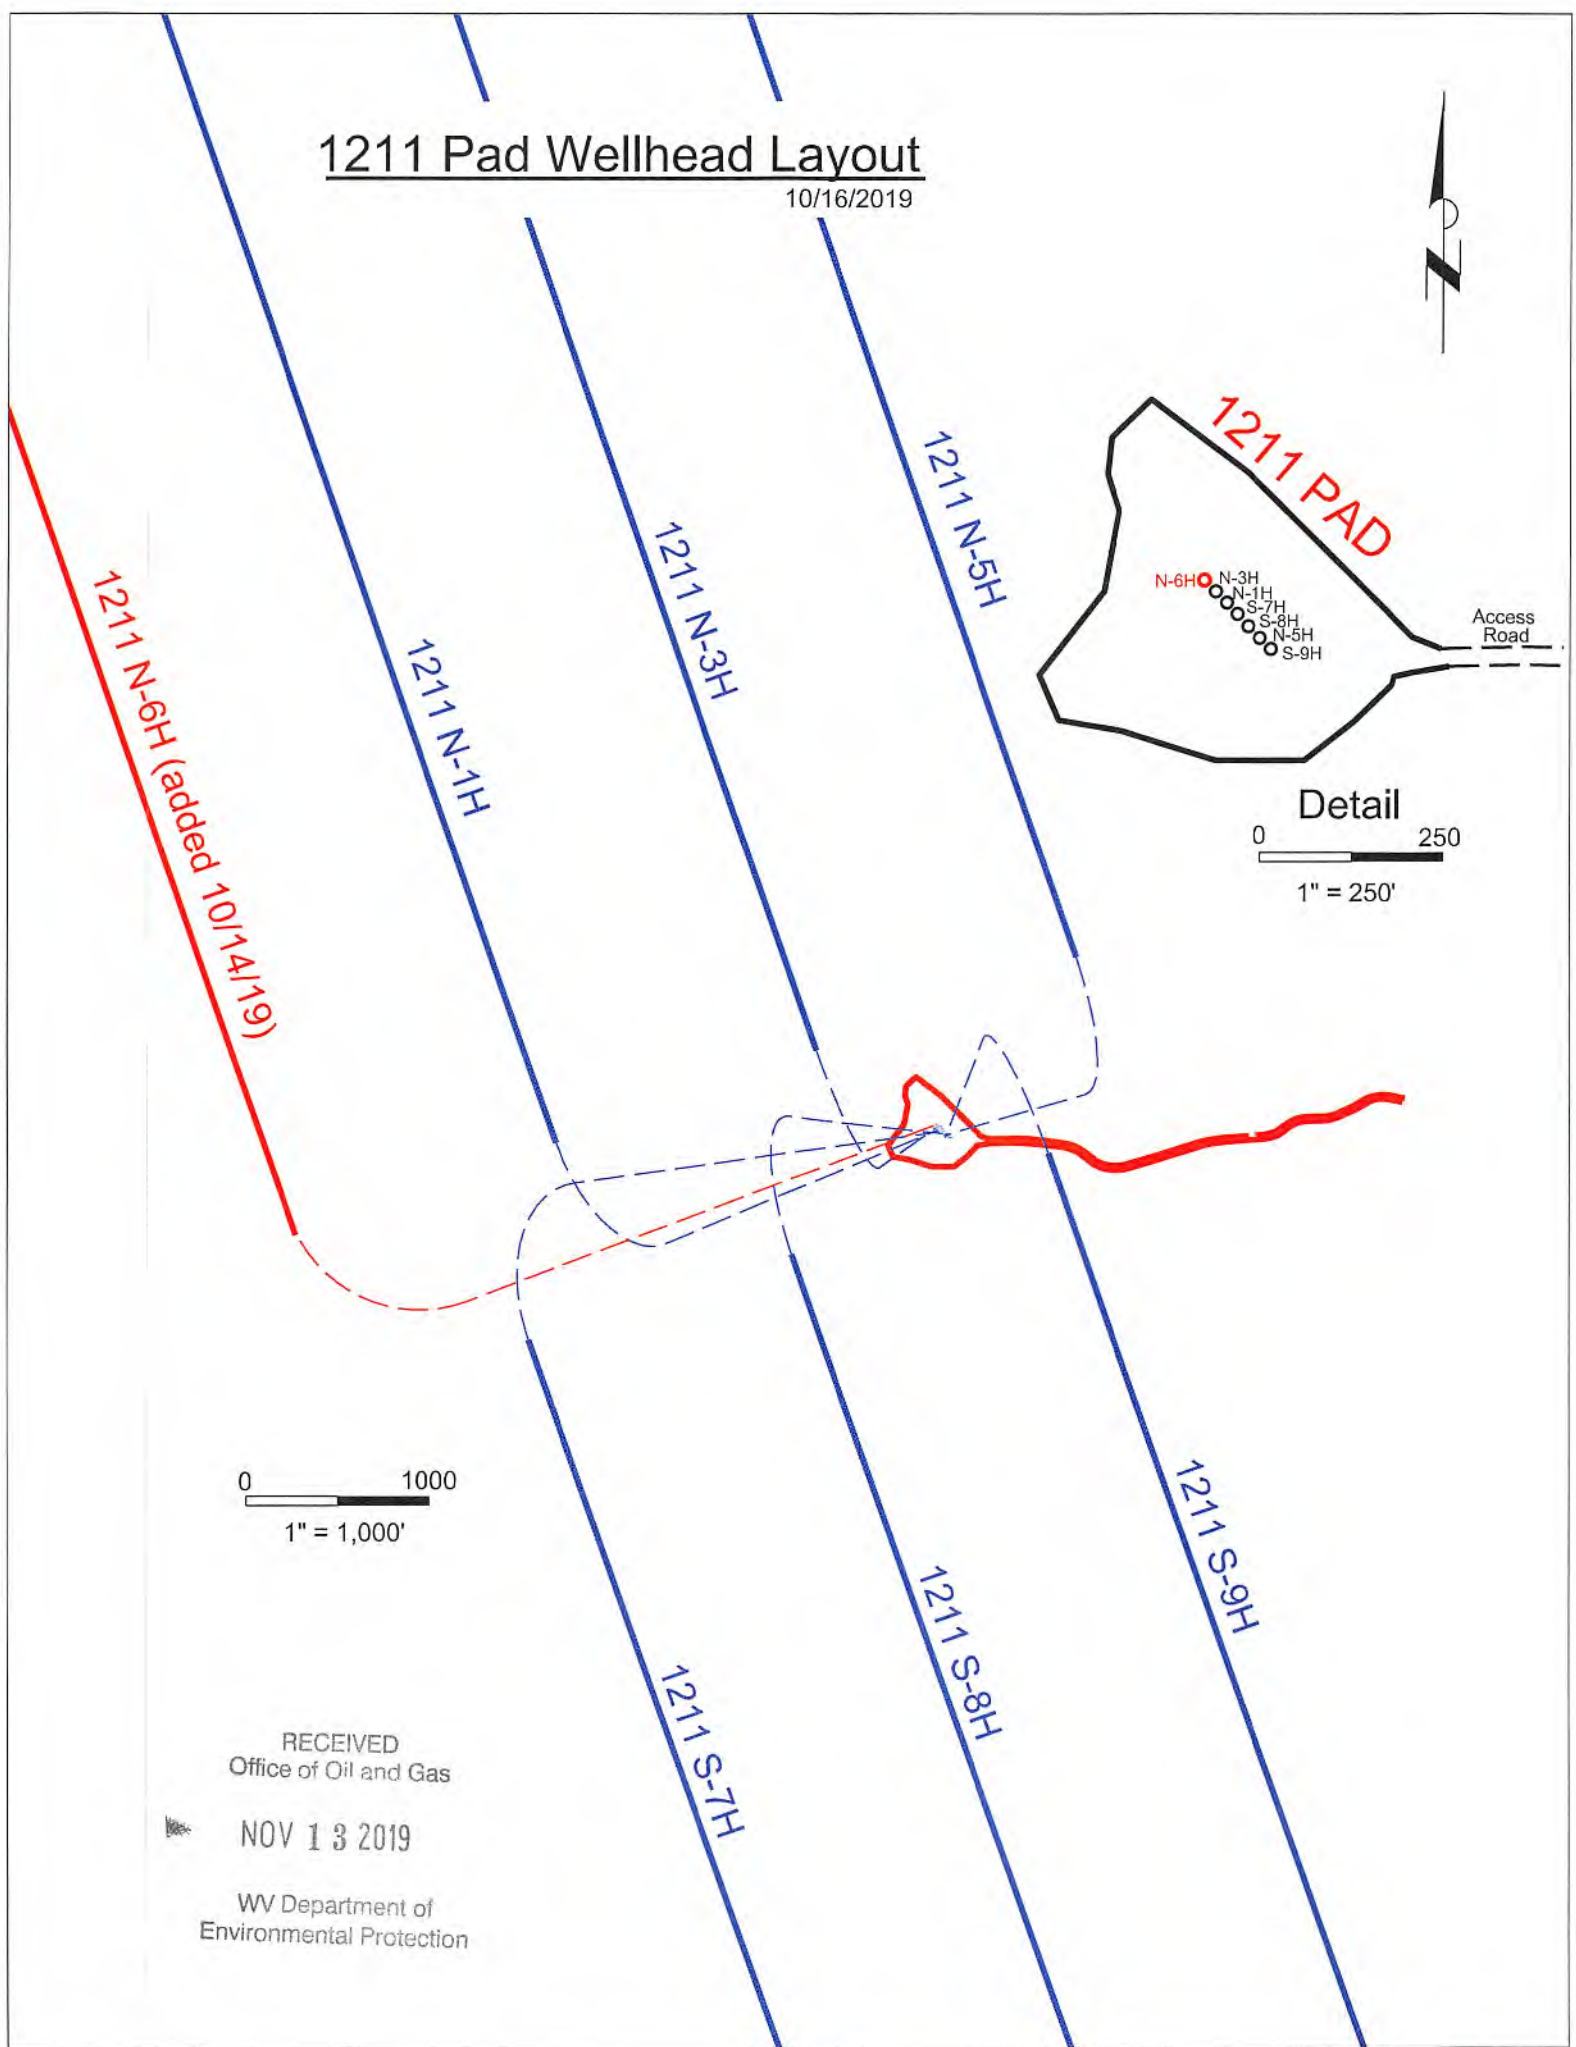 1211 Pad Wellhead Layout
10/16/2019
N
1211 N-6H (added 10/14/19)
1211 N-1H
1211 N-3H
1211 N-5H
1211 PAD
N-6H
N-3H
N-1H
S-7H
S-8H
N-5H
S-9H
Access
Road
Detail
0 250
1" = 250'
0 1000
1" = 1,000'
1211 S-7H
1211 S-8H
1211 S-9H
RECEIVED
Office of Oil and Gas
NOV 13 2019
WV Department of
Environmental Protection